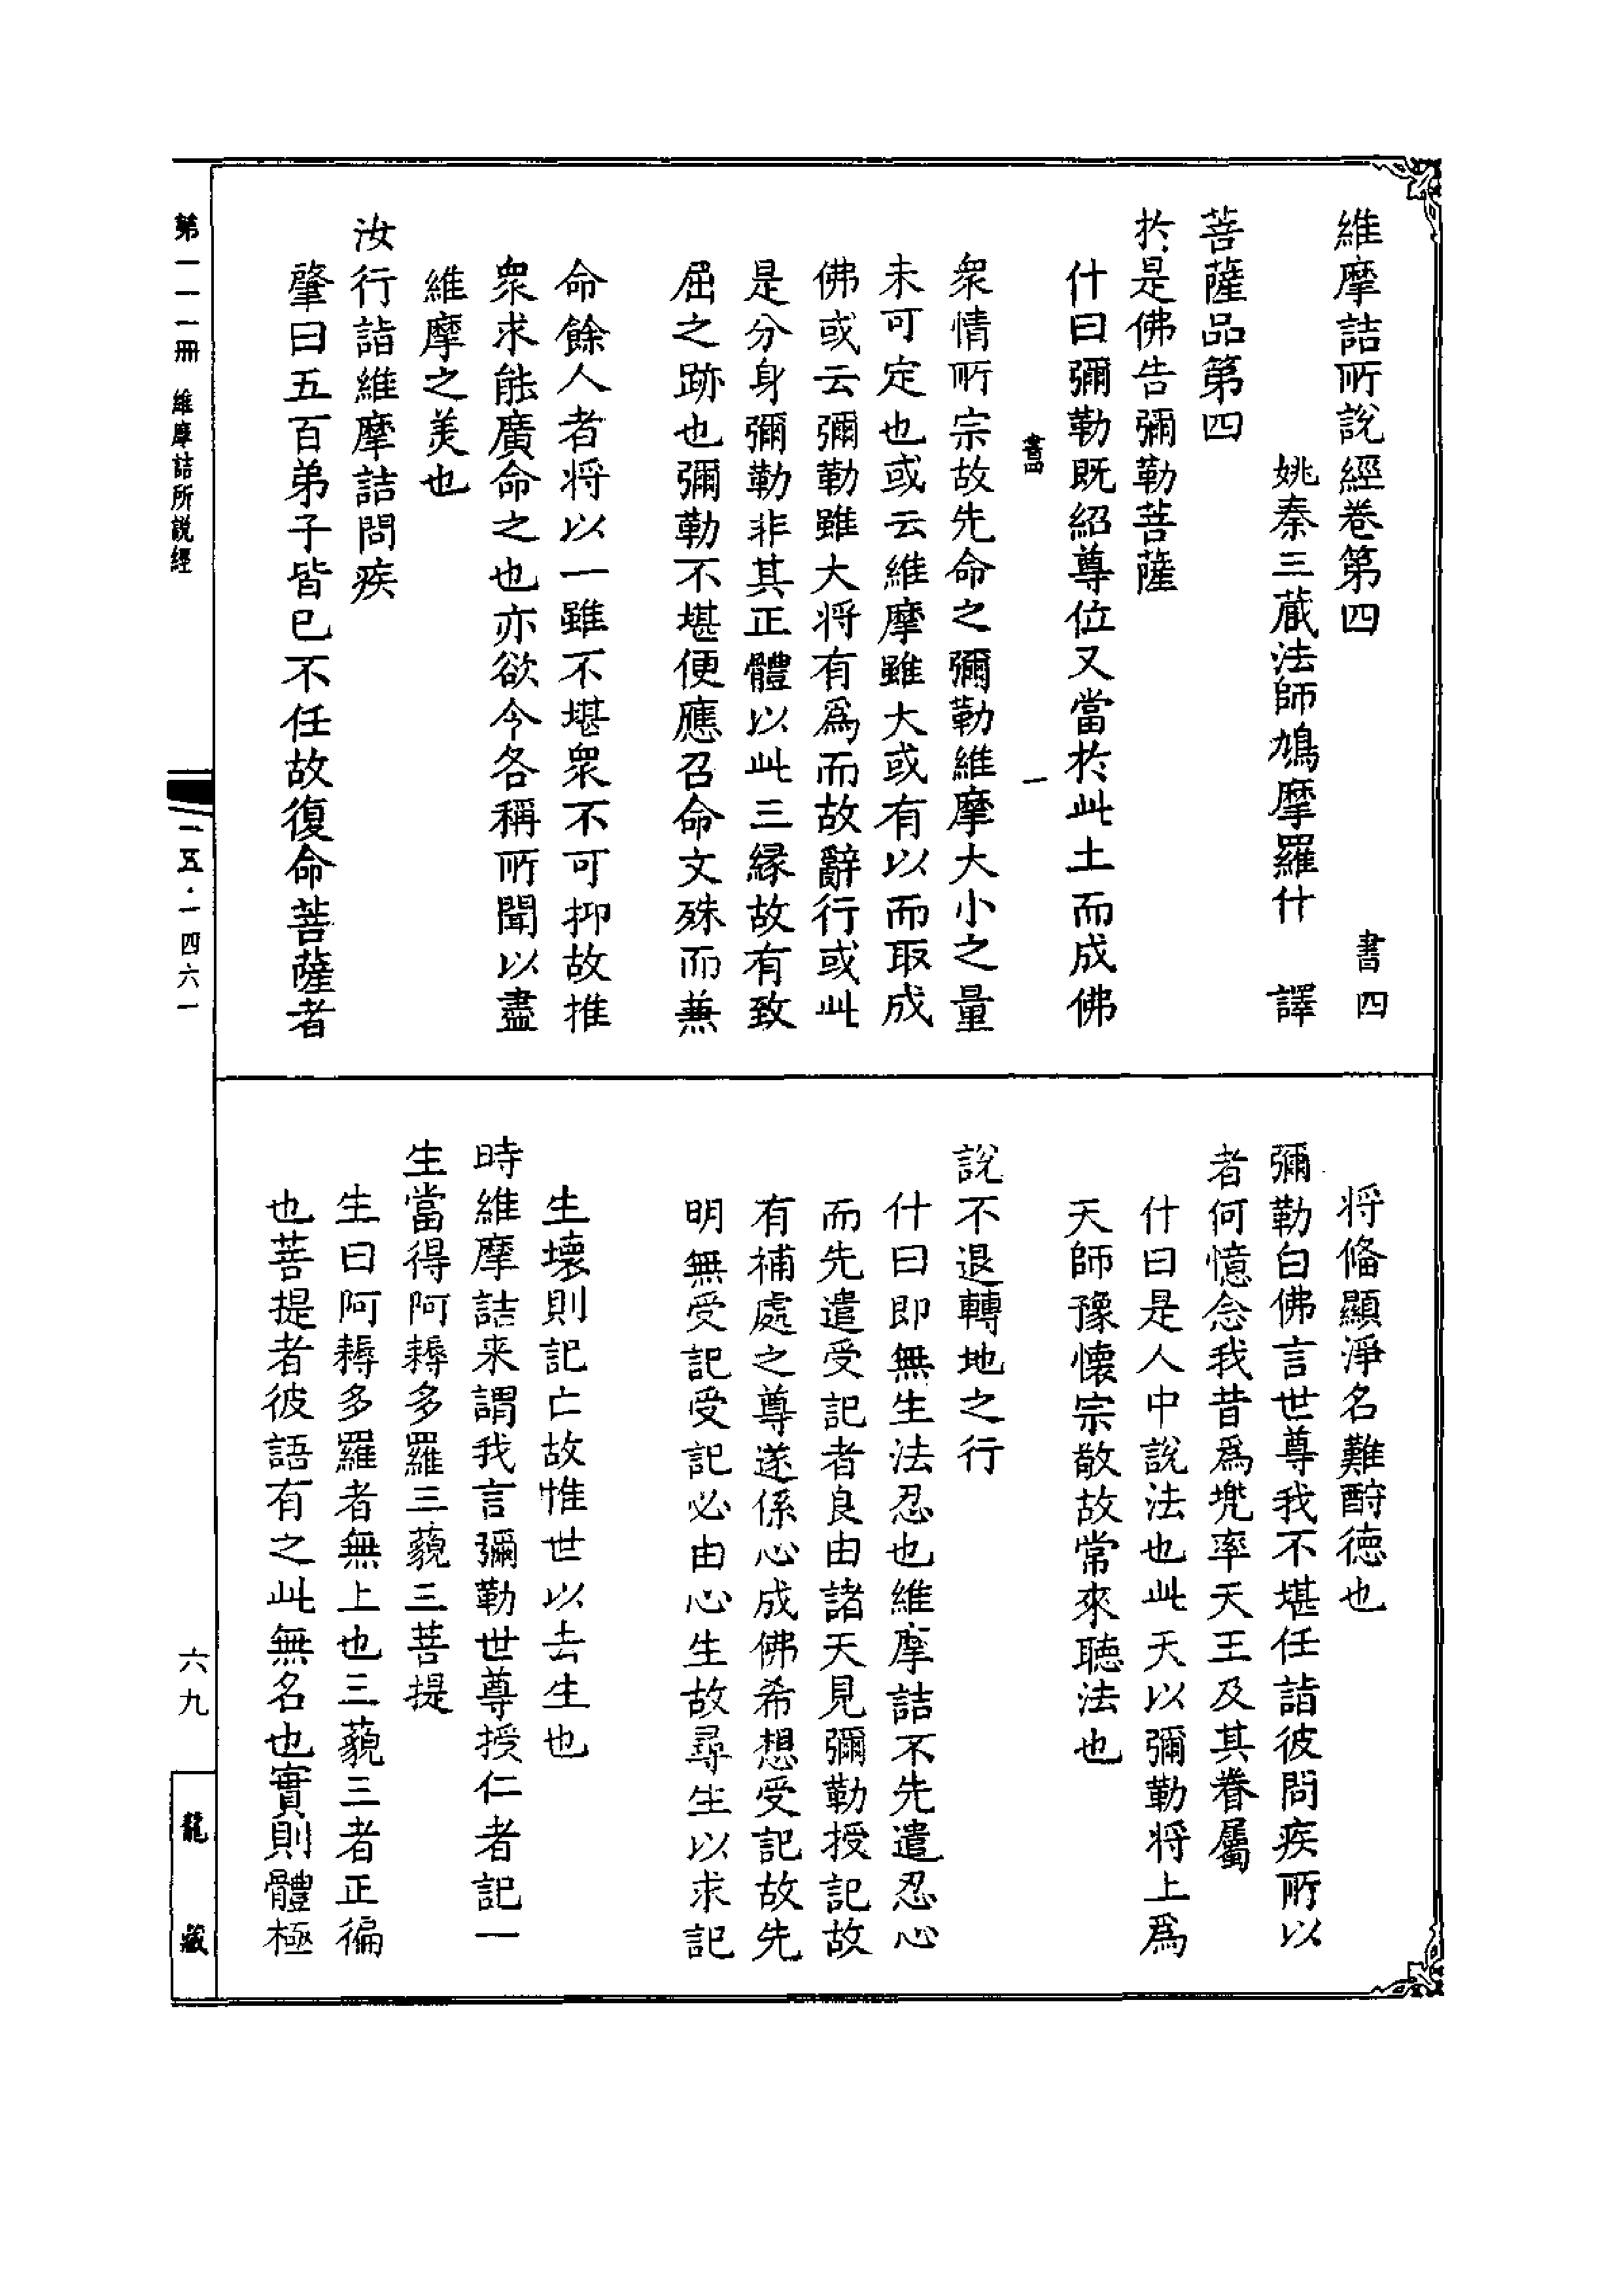 維摩詰所說經卷第四　書四
姚秦三藏法師鳩摩羅什　譯
菩薩品第四
於是佛告彌勒菩薩
什曰彌勒既紹尊位又當於此土而成佛
書四　一
衆情所宗故先命之彌勒維摩大小之量
未可定也或云維摩雖大或有以而取成
佛或云彌勒雖大將有爲而故辭行或此
是分身彌勒非其正體以此三緣故有致
屈之跡也彌勒不堪便應召命文殊而兼
命餘人者將以一雖不堪衆不可抑故推
衆求能廣命之也亦欲今各稱所聞以盡
維摩之美也
汝行詣維摩詰問疾
肇曰五百弟子皆已不任故復命菩薩者
將俻顯淨名難酧德也
彌勒白佛言世尊我不堪任詣彼問疾所以
者何憶念我昔爲兠率天王及其眷屬
什曰是人中說法也此天以彌勒將上爲
天師豫懷宗敬故常來聽法也
說不退轉地之行
什曰即無生法忍也維摩詰不先遣忍心
而先遣受記者良由諸天見彌勒授記故
有補處之尊遂係心成佛希想受記故先
明無受記受記必由心生故尋生以求記
生壞則記亡故惟世以去生也
時維摩詰来謂我言彌勒世尊授仁者記一
生當得阿耨多羅三藐三菩提
生曰阿耨多羅者無上也三藐三者正徧
也菩提者彼語有之此無名也實則體極
第一一一冊　維摩詰所說經
一五·一四六一
六九
龍藏